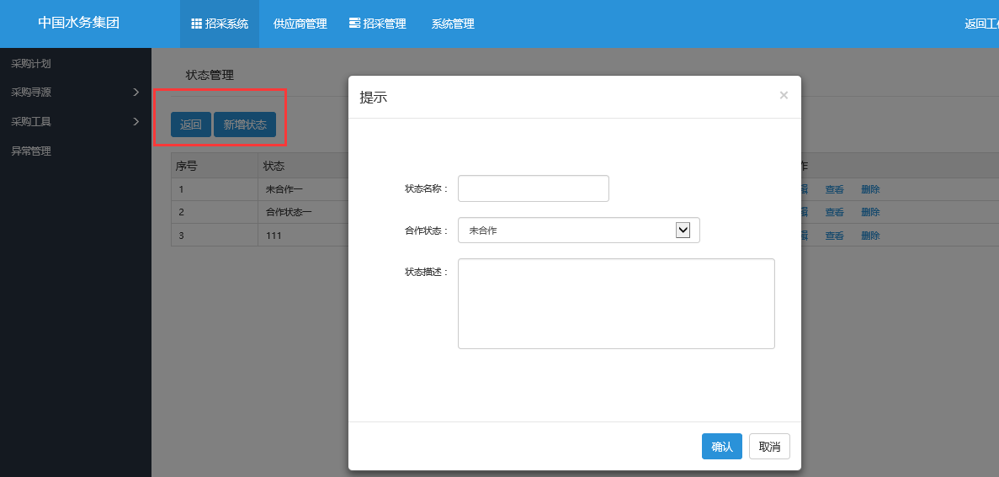 中国水务集团
招采系统 供应商管理 招采管理 系统管理
返回工
采购计划
采购寻源
采购工具
异常管理
状态管理
返回 新增状态
序号 状态 作
1 未合作一 辑 查看 删除
2 合作状态一 辑 查看 删除
3 111 辑 查看 删除
提示 ×
状态名称：
合作状态： 未合作
状态描述：
确认 取消